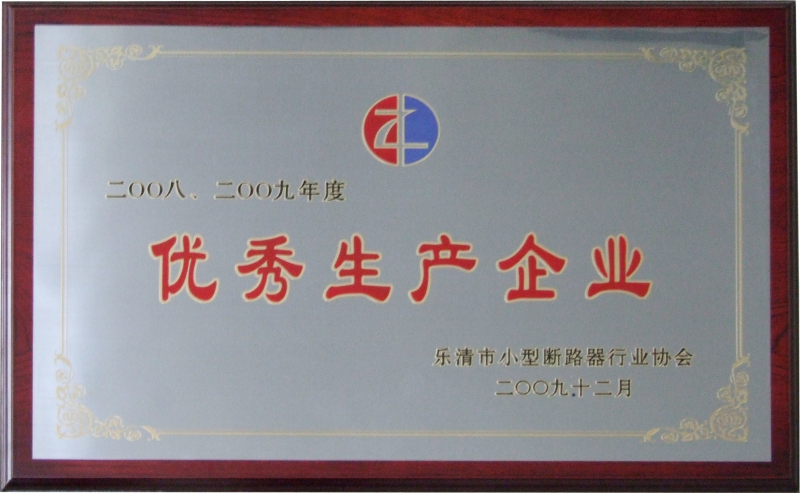 二〇〇八、二〇〇九年度
优秀生产企业
乐清市小型断路器行业协会
二〇〇九.十二月